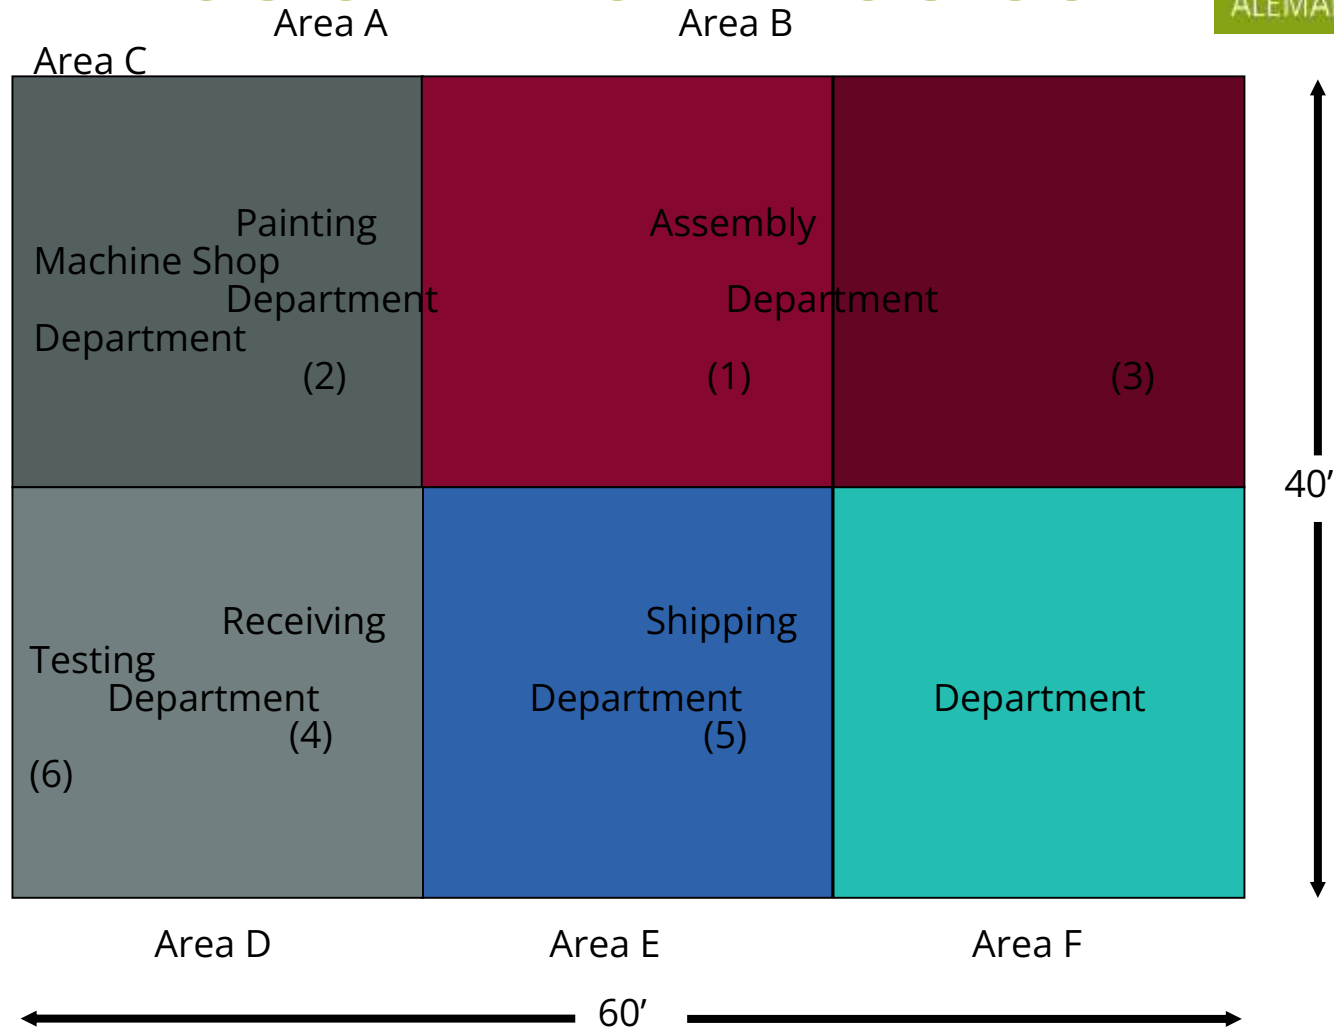 Area A Area B
Area C
Painting Assembly
Machine Shop
Department Department
Department
(2) (1) (3)
40’
Receiving Shipping
Testing
Department Department Department
(4) (5)
(6)
Area D Area E Area F
60’